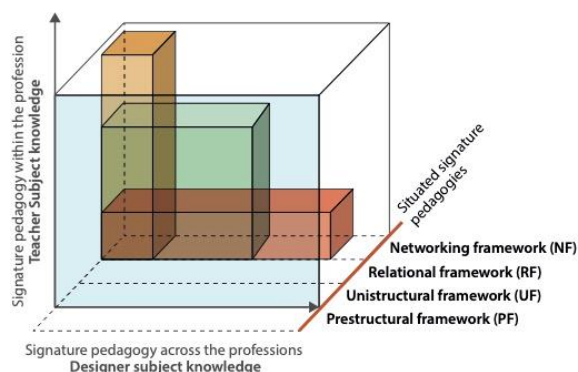 Signature pedagogy within the profession
Teacher Subject knowledge
Situated signature
pedagogies
Networking framework (NF)
Relational framework (RF)
Unistructural framework (UF)
Prestructural framework (PF)
Signature pedagogy across the professions
Designer subject knowledge